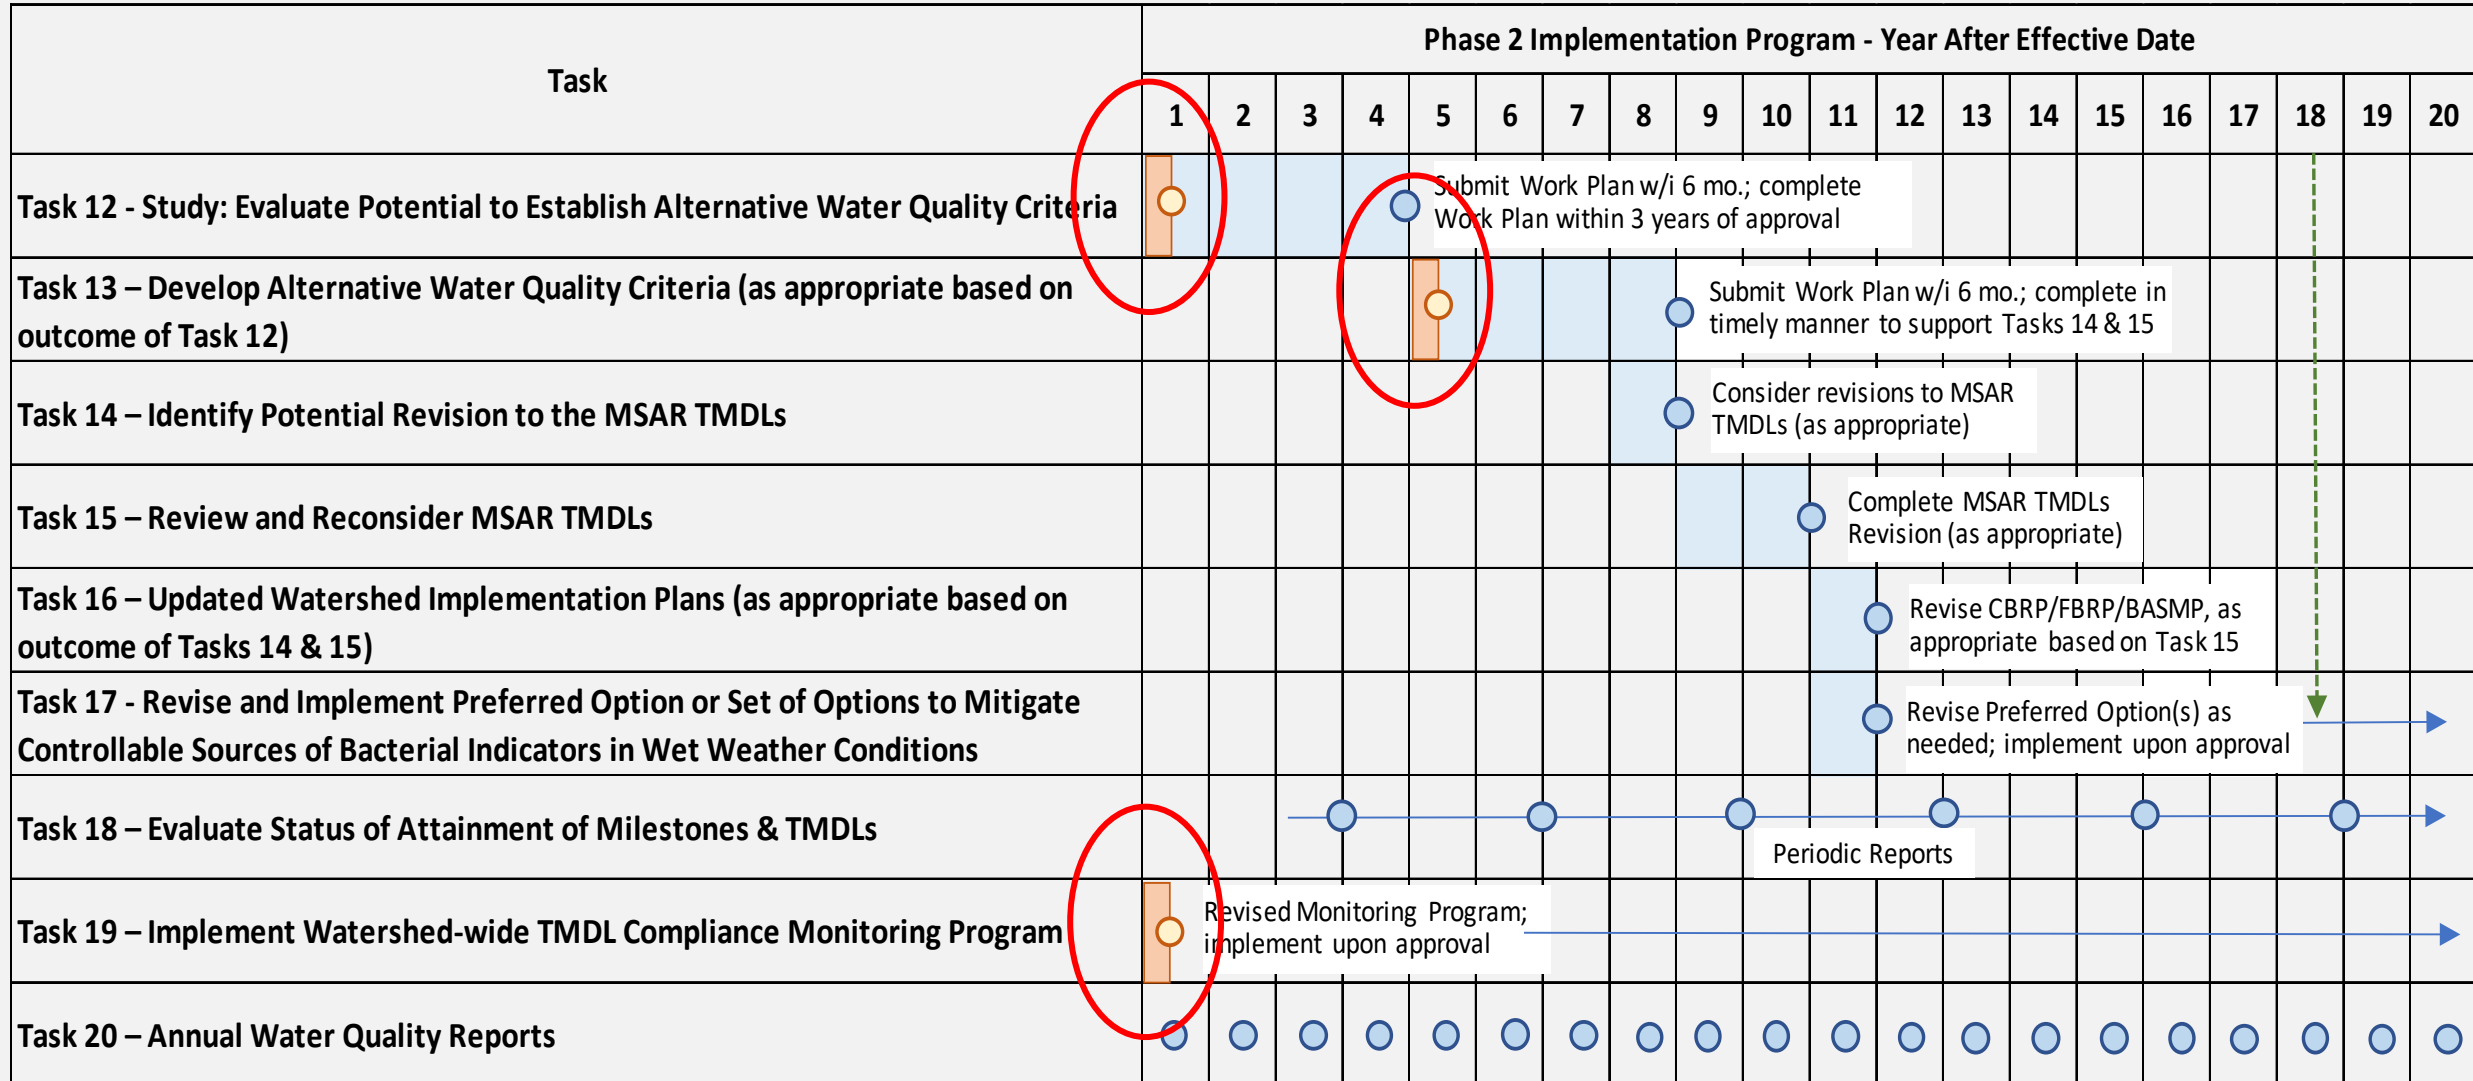 Task
Phase 2 Implementation Program - Year After Effective Date
1 2 3 4 5 6 7 8 9 10 11 12 13 14 15 16 17 18 19 20
Task 12 - Study: Evaluate Potential to Establish Alternative Water Quality Criteria
Submit Work Plan w/i 6 mo.; complete
Work Plan within 3 years of approval
Task 13 – Develop Alternative Water Quality Criteria (as appropriate based on
outcome of Task 12)
Submit Work Plan w/i 6 mo.; complete in
timely manner to support Tasks 14 & 15
Task 14 – Identify Potential Revision to the MSAR TMDLs
Consider revisions to MSAR
TMDLs (as appropriate)
Task 15 – Review and Reconsider MSAR TMDLs
Complete MSAR TMDLs
Revision (as appropriate)
Task 16 – Updated Watershed Implementation Plans (as appropriate based on
outcome of Tasks 14 & 15)
Revise CBRP/FBRP/BASMP, as
appropriate based on Task 15
Task 17 - Revise and Implement Preferred Option or Set of Options to Mitigate
Controllable Sources of Bacterial Indicators in Wet Weather Conditions
Revise Preferred Option(s) as
needed; implement upon approval
Task 18 – Evaluate Status of Attainment of Milestones & TMDLs
Periodic Reports
Task 19 – Implement Watershed-wide TMDL Compliance Monitoring Program
Revised Monitoring Program;
implement upon approval
Task 20 – Annual Water Quality Reports